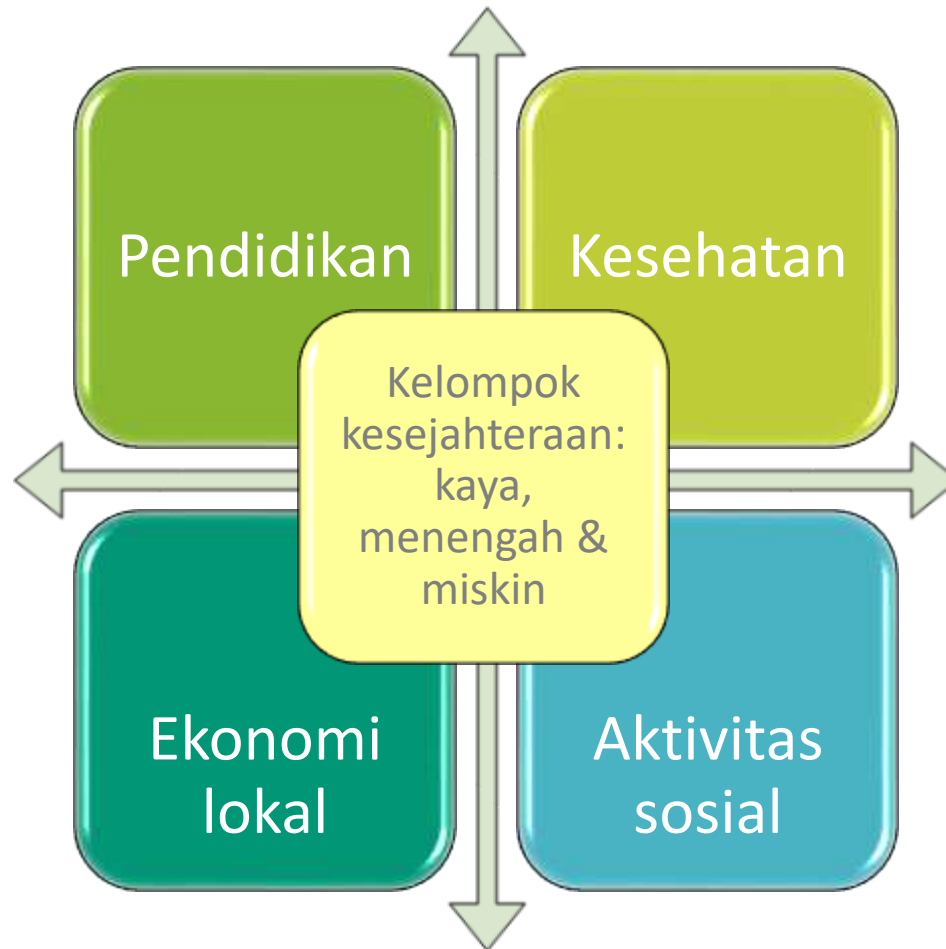 Pendidikan
Kesehatan
Kelompok
kesejahteraan:
kaya,
menengah &
miskin
Ekonomi
lokal
Aktivitas
sosial